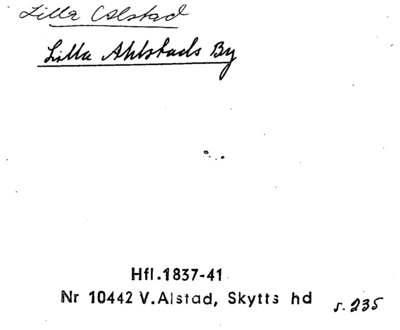 Lilla Alstad
Lilla Ahlstads By
Hfl.1837-41
Nr 10442 V.Alstad, Skytts hd s.235